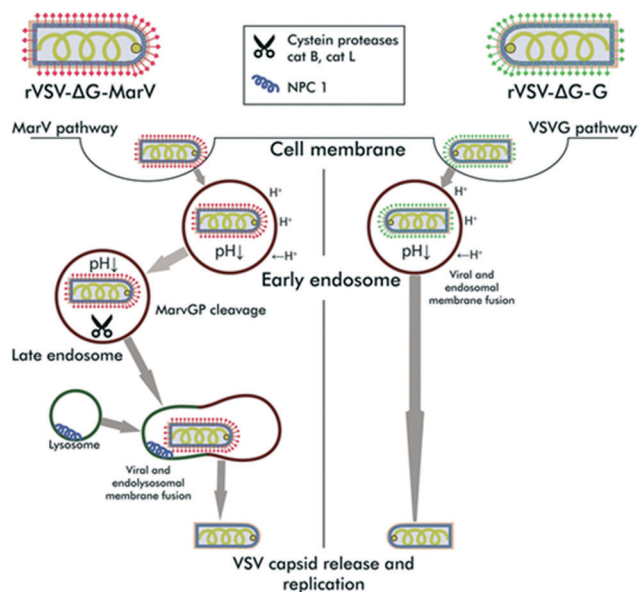 rVSV-ΔG-MarV
Cystein proteases
cat B, cat L
NPC 1
rVSV-ΔG-G
MarV pathway
Cell membrane
VSVG pathway
H⁺
H⁺
pH↓
←H⁺
H⁺
H⁺
pH↓
←H⁺
Early endosome
Viral and
endosomal
membrane fusion
pH↓
MarvGP cleavage
Late endosome
Lysosome
Viral and
endolysosomal
membrane fusion
VSV capsid release and
replication